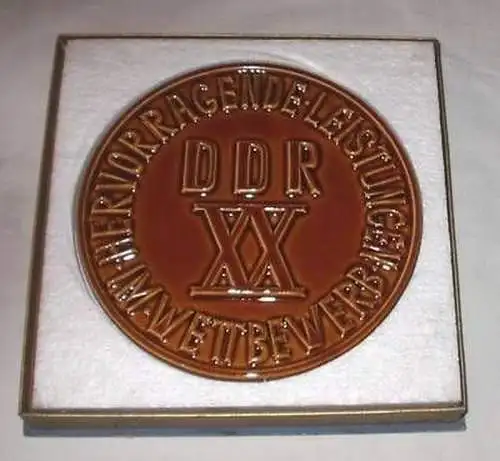 HERVORRAGENDE·LEISTUNGEN·
IM·WETTBEWERB·
DDR
XX